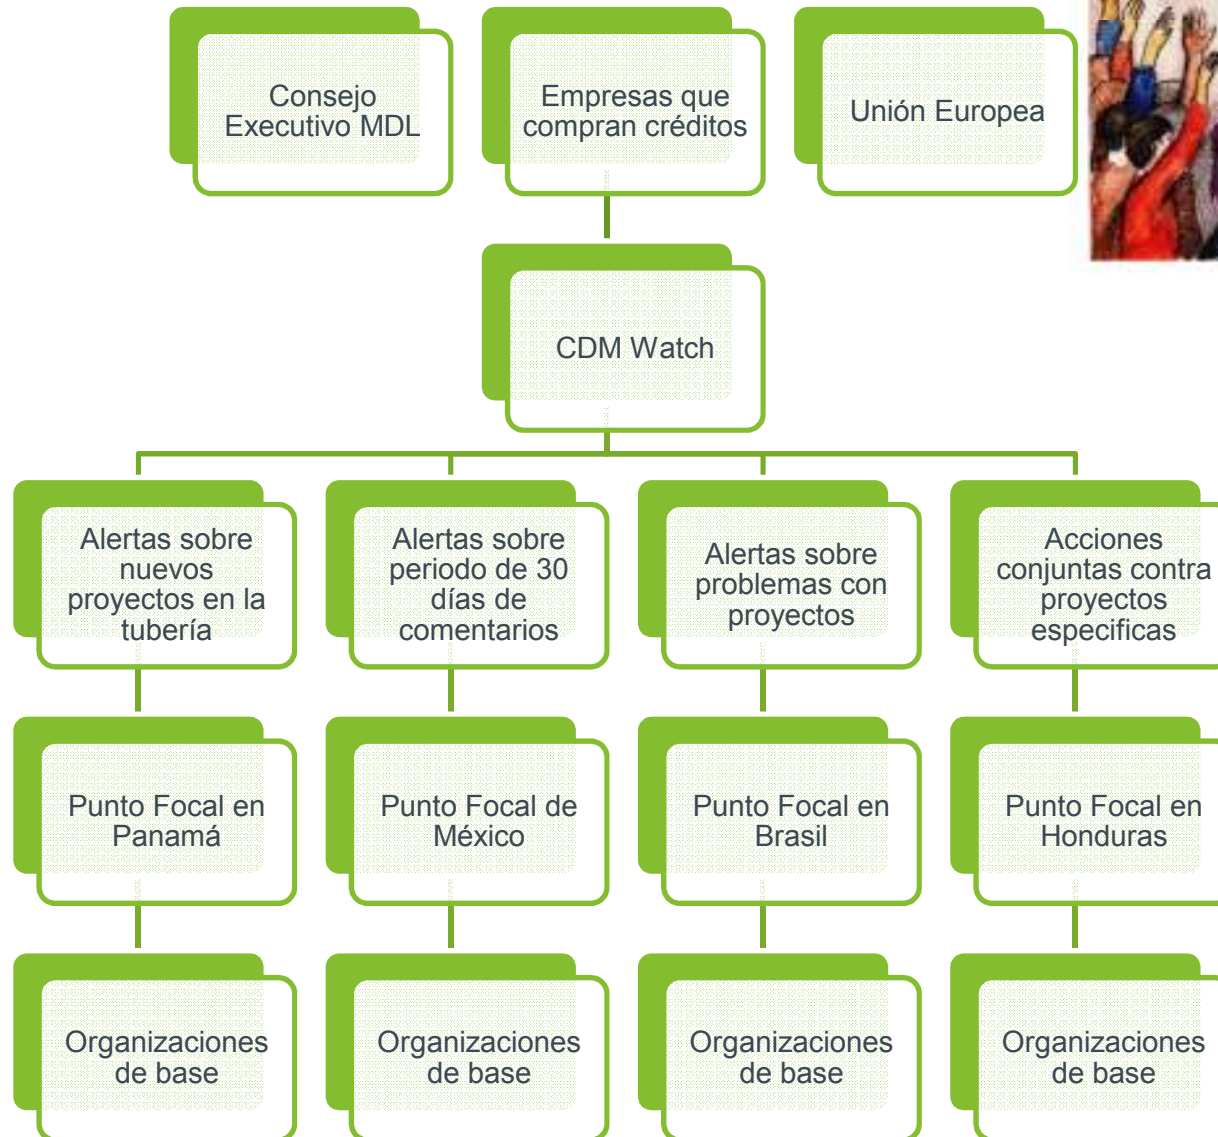 Consejo
Executivo MDL
Empresas que
compran créditos
Unión Europea
CDM Watch
Alertas sobre
nuevos
proyectos en la
tubería
Alertas sobre
periodo de 30
días de
comentarios
Alertas sobre
problemas con
proyectos
Acciones
conjuntas contra
proyectos
especificas
Punto Focal en
Panamá
Punto Focal de
México
Punto Focal en
Brasil
Punto Focal en
Honduras
Organizaciones
de base
Organizaciones
de base
Organizaciones
de base
Organizaciones
de base